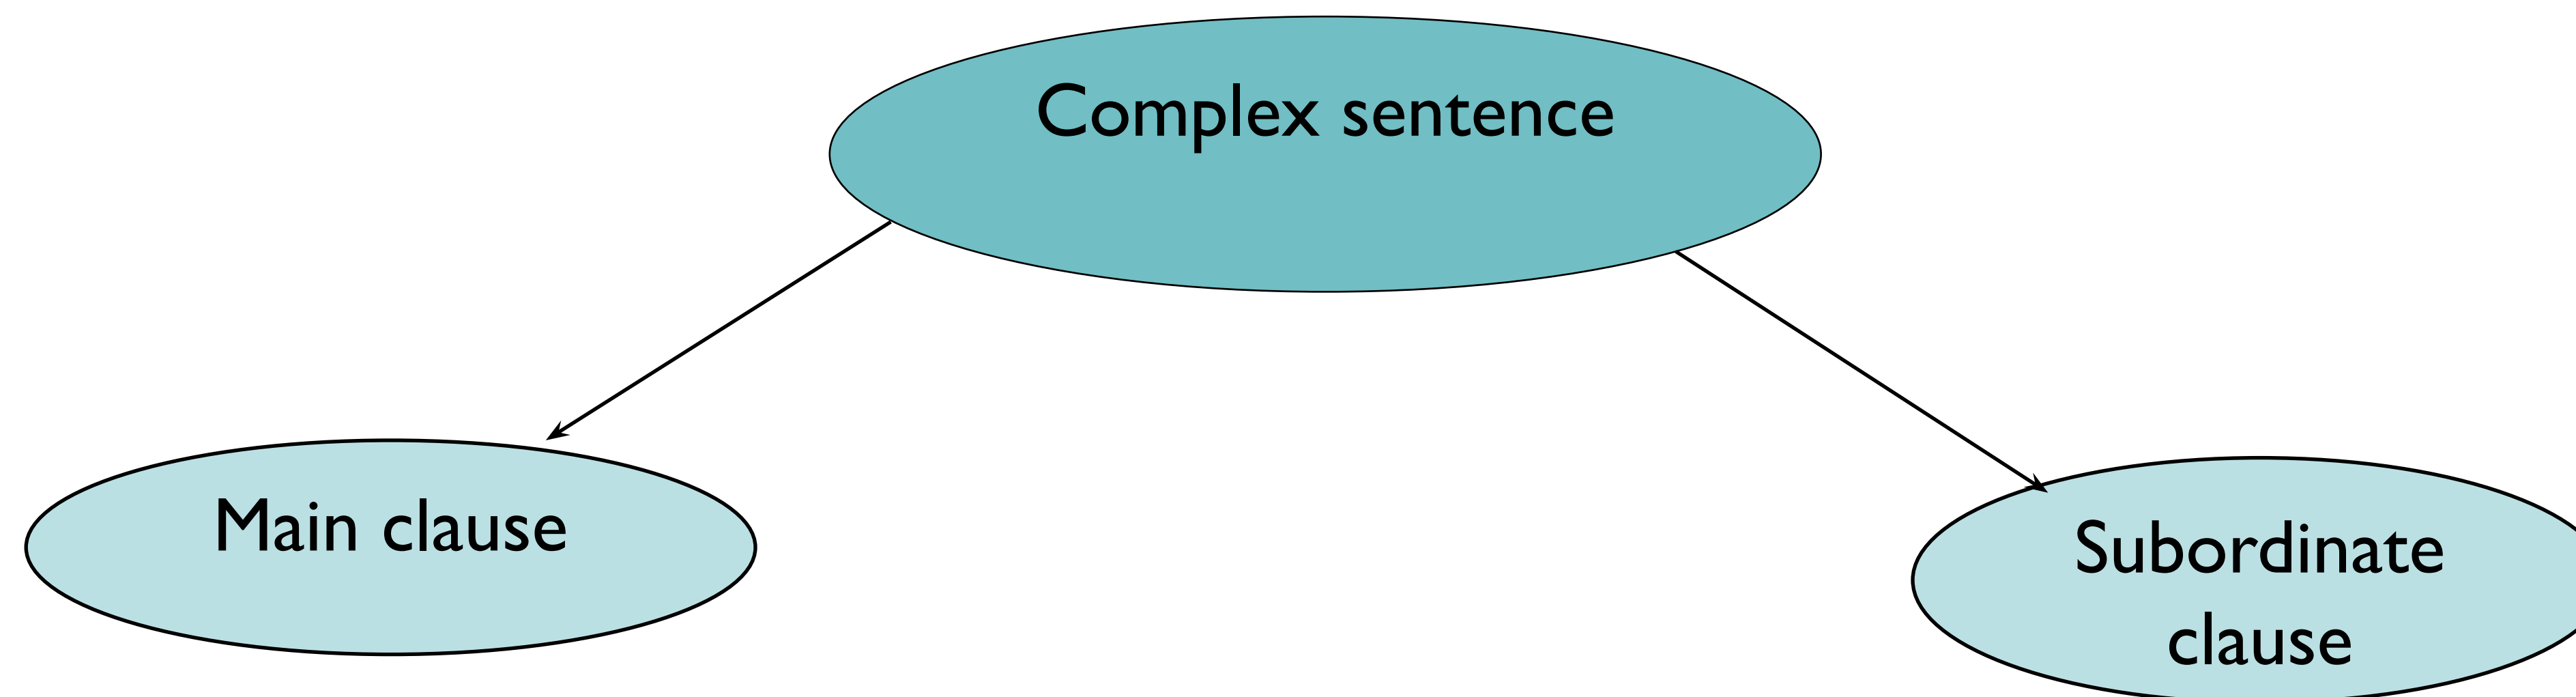 Complex sentence
Main clause
Subordinate
clause